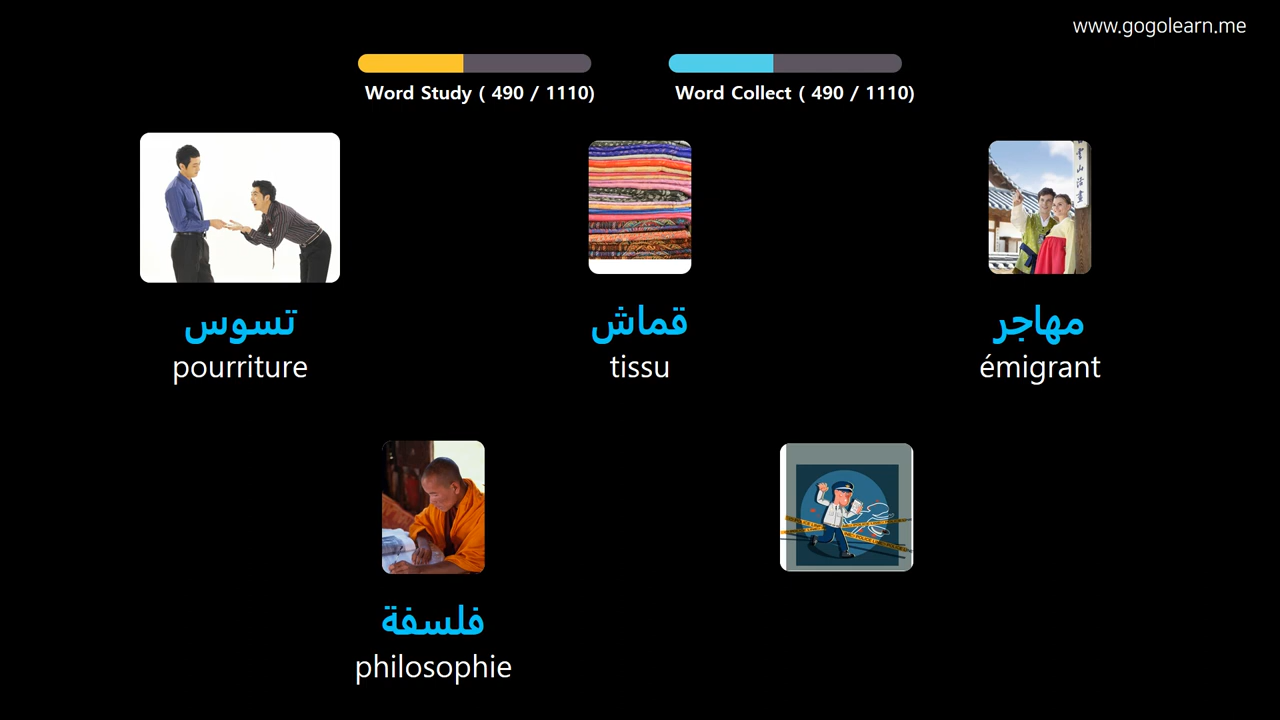 www.gogolearn.me
Word Study ( 490 / 1110)
Word Collect ( 490 / 1110)
تسوس
pourriture
قماش
tissu
مهاجر
émigrant
فلسفة
philosophie